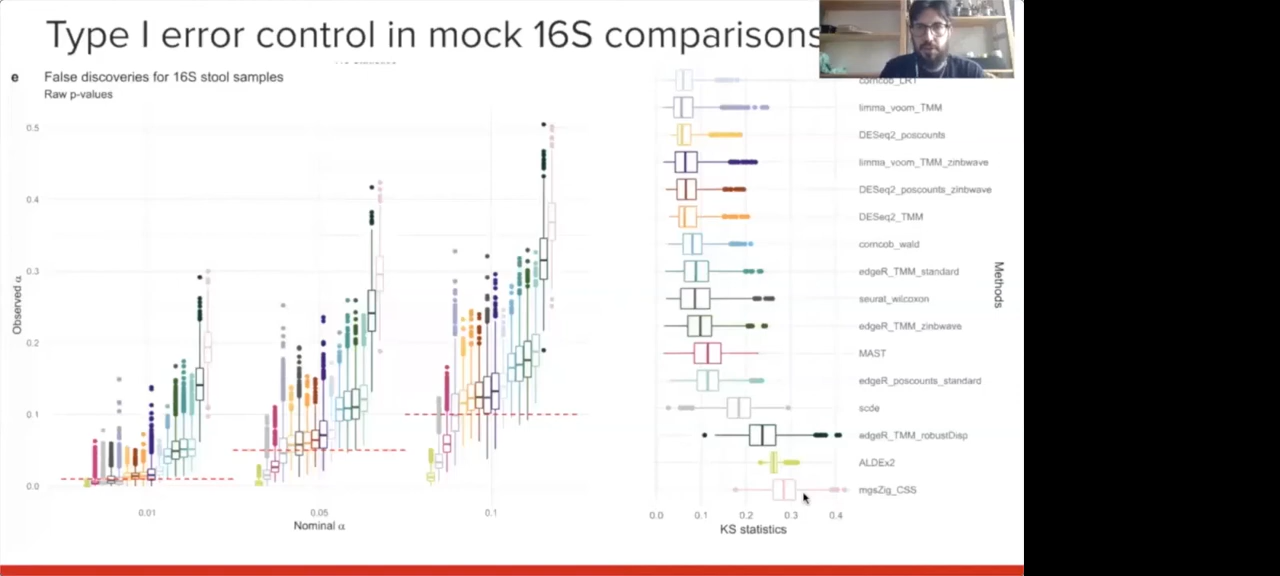 Type I error control in mock 16S comparisons
e False discoveries for 16S stool samples
Raw p-values
0.5
0.4
0.3
0.2
0.1
0.0
Observed α
0.01
0.05
0.1
Nominal α
corncob_LRT
limma_voom_TMM
DESeq2_poscounts
limma_voom_TMM_zinbwave
DESeq2_poscounts_zinbwave
DESeq2_TMM
corncob_wald
edgeR_TMM_standard
seurat_wilcoxon
edgeR_TMM_zinbwave
MAST
edgeR_poscounts_standard
scde
edgeR_TMM_robustDisp
ALDEx2
mgsZig_CSS
Methods
0.0 0.1 0.2 0.3 0.4
KS statistics